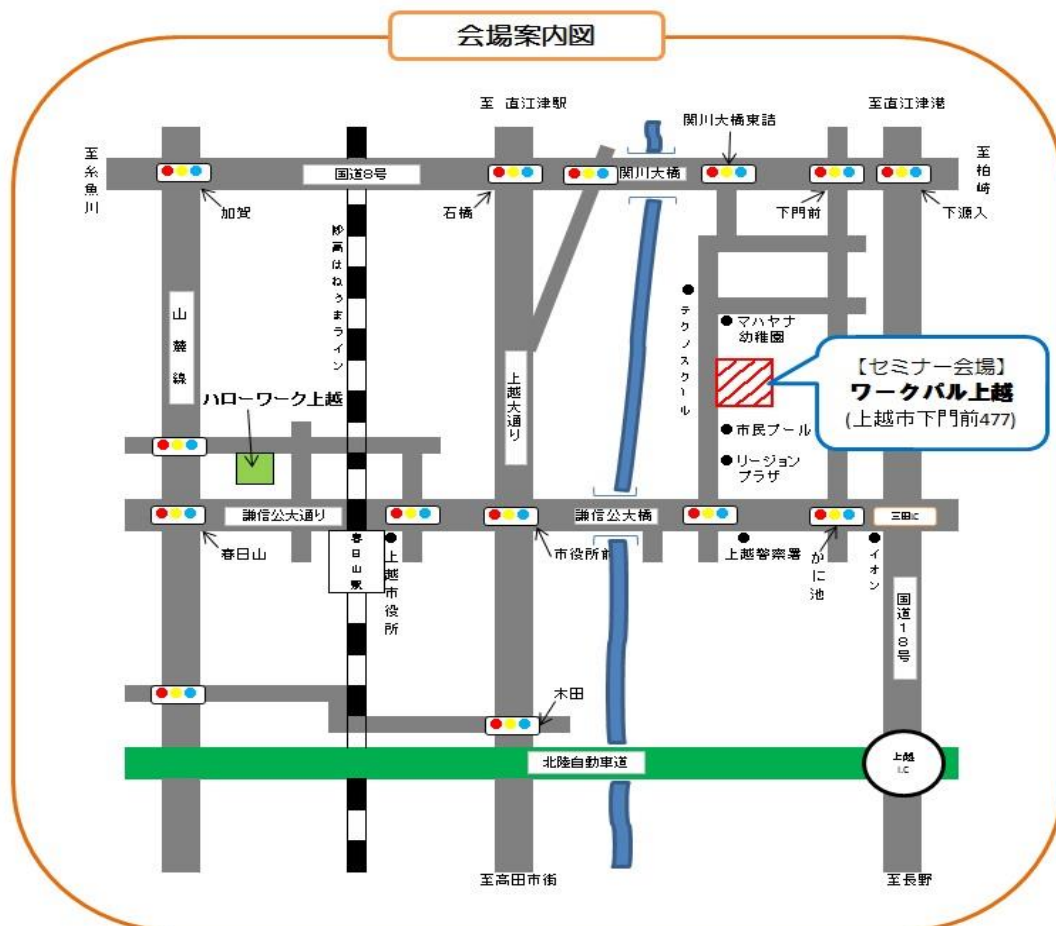 会場案内図
至 直江津駅
至直江津港
関川大橋東詰
至糸魚川
至柏崎
国道8号
関川大橋
加賀
石橋
下門前
下源入
妙高はねうまライン
山麓線
テクノスクール
マハヤナ
幼稚園
【セミナー会場】
ワークパル上越
(上越市下門前477)
上越大通り
ハローワーク上越
市民プール
リージョン
プラザ
謙信公大通り
謙信公大橋
三田IC
春日山
春日山駅
上越市役所
市役所前
上越警察署
かに池
イオン
国道18号
木田
北陸自動車道
上越
I.C
至高田市街
至長野